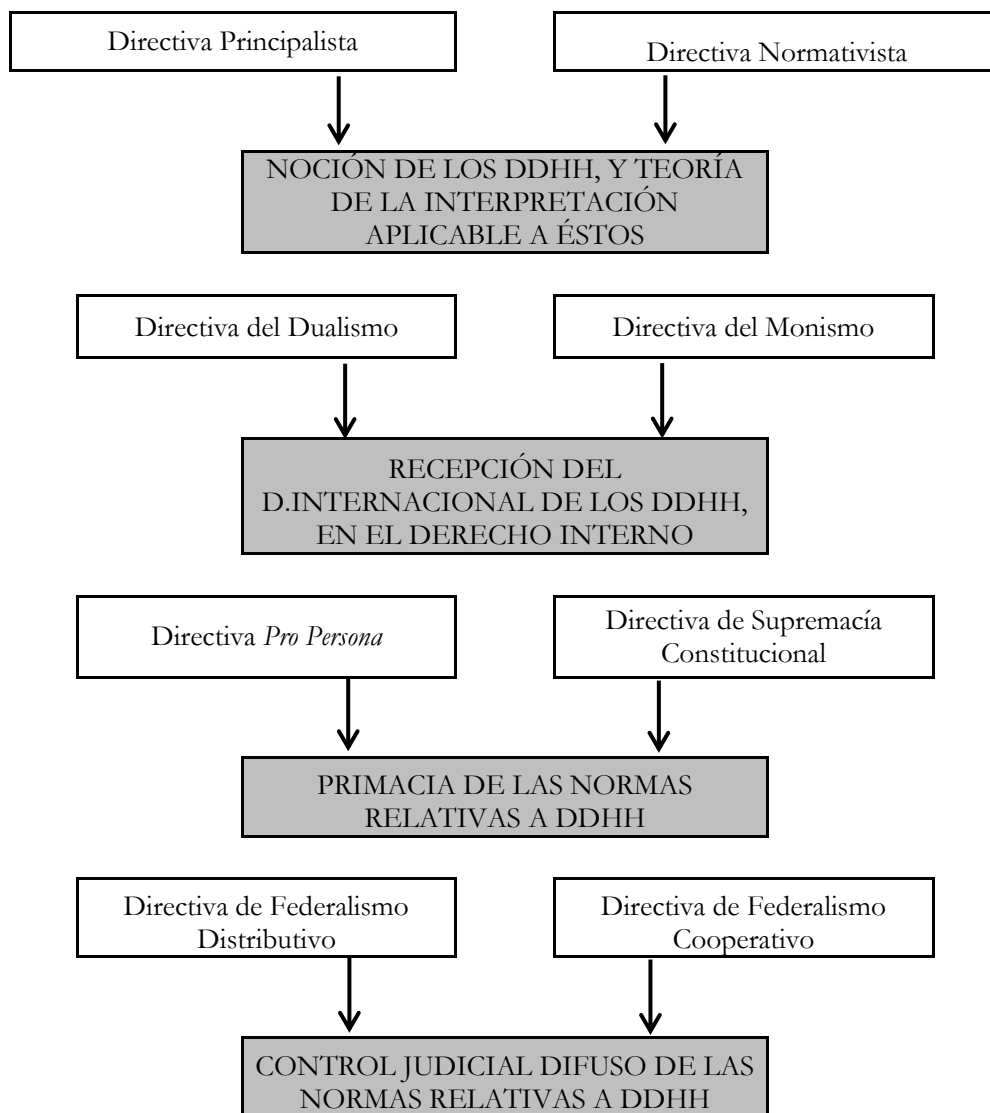 Directiva Principalista
Directiva Normativista
NOCIÓN DE LOS DDHH, Y TEORÍA
DE LA INTERPRETACIÓN
APLICABLE A ÉSTOS
Directiva del Dualismo
Directiva del Monismo
RECEPCIÓN DEL
D.INTERNACIONAL DE LOS DDHH,
EN EL DERECHO INTERNO
Directiva Pro Persona
Directiva de Supremacía
Constitucional
PRIMACIA DE LAS NORMAS
RELATIVAS A DDHH
Directiva de Federalismo
Distributivo
Directiva de Federalismo
Cooperativo
CONTROL JUDICIAL DIFUSO DE LAS
NORMAS RELATIVAS A DDHH